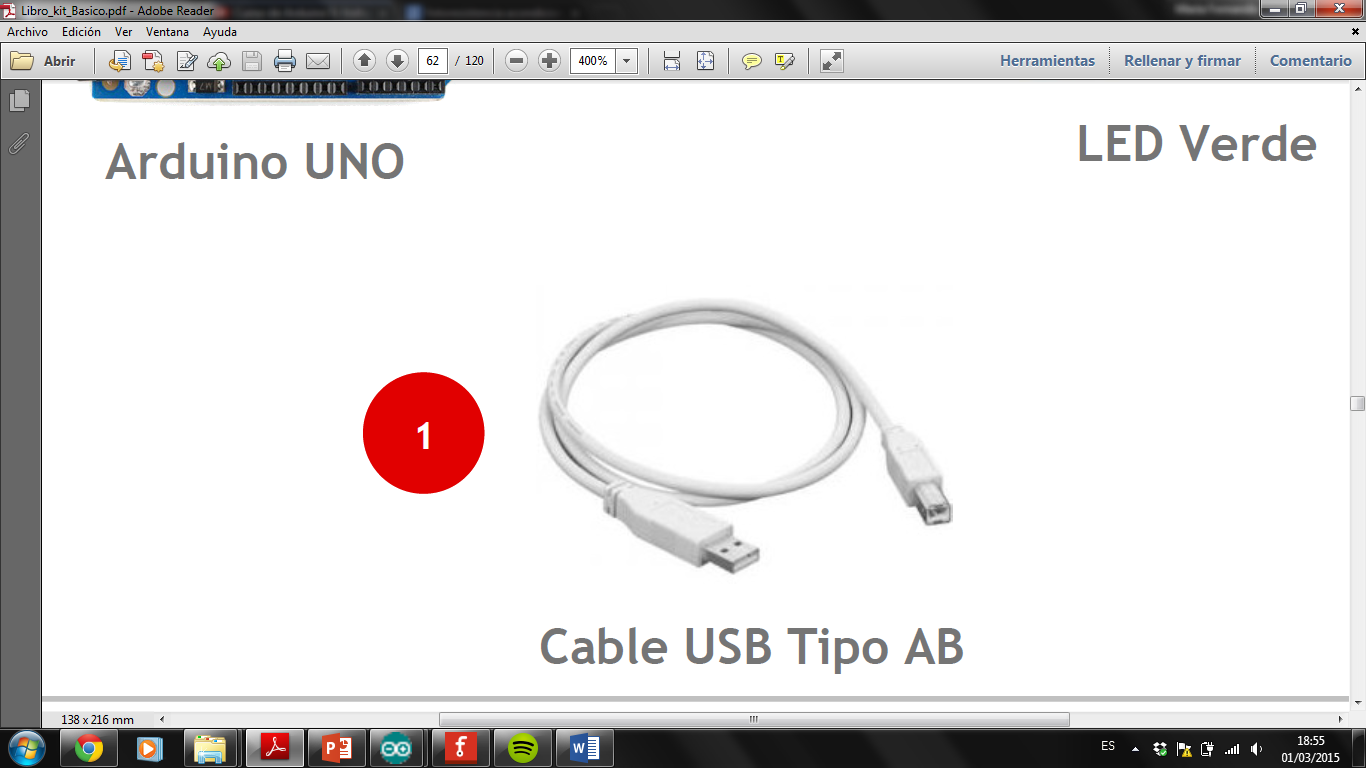 Libro_kit_Basico.pdf - Adobe Reader
Archivo Edición Ver Ventana Ayuda
Abrir 62 / 120 400% Herramientas Rellenar y firmar Comentario
Arduino UNO
LED Verde
1
Cable USB Tipo AB
138 x 216 mm
ES 18:55
01/03/2015